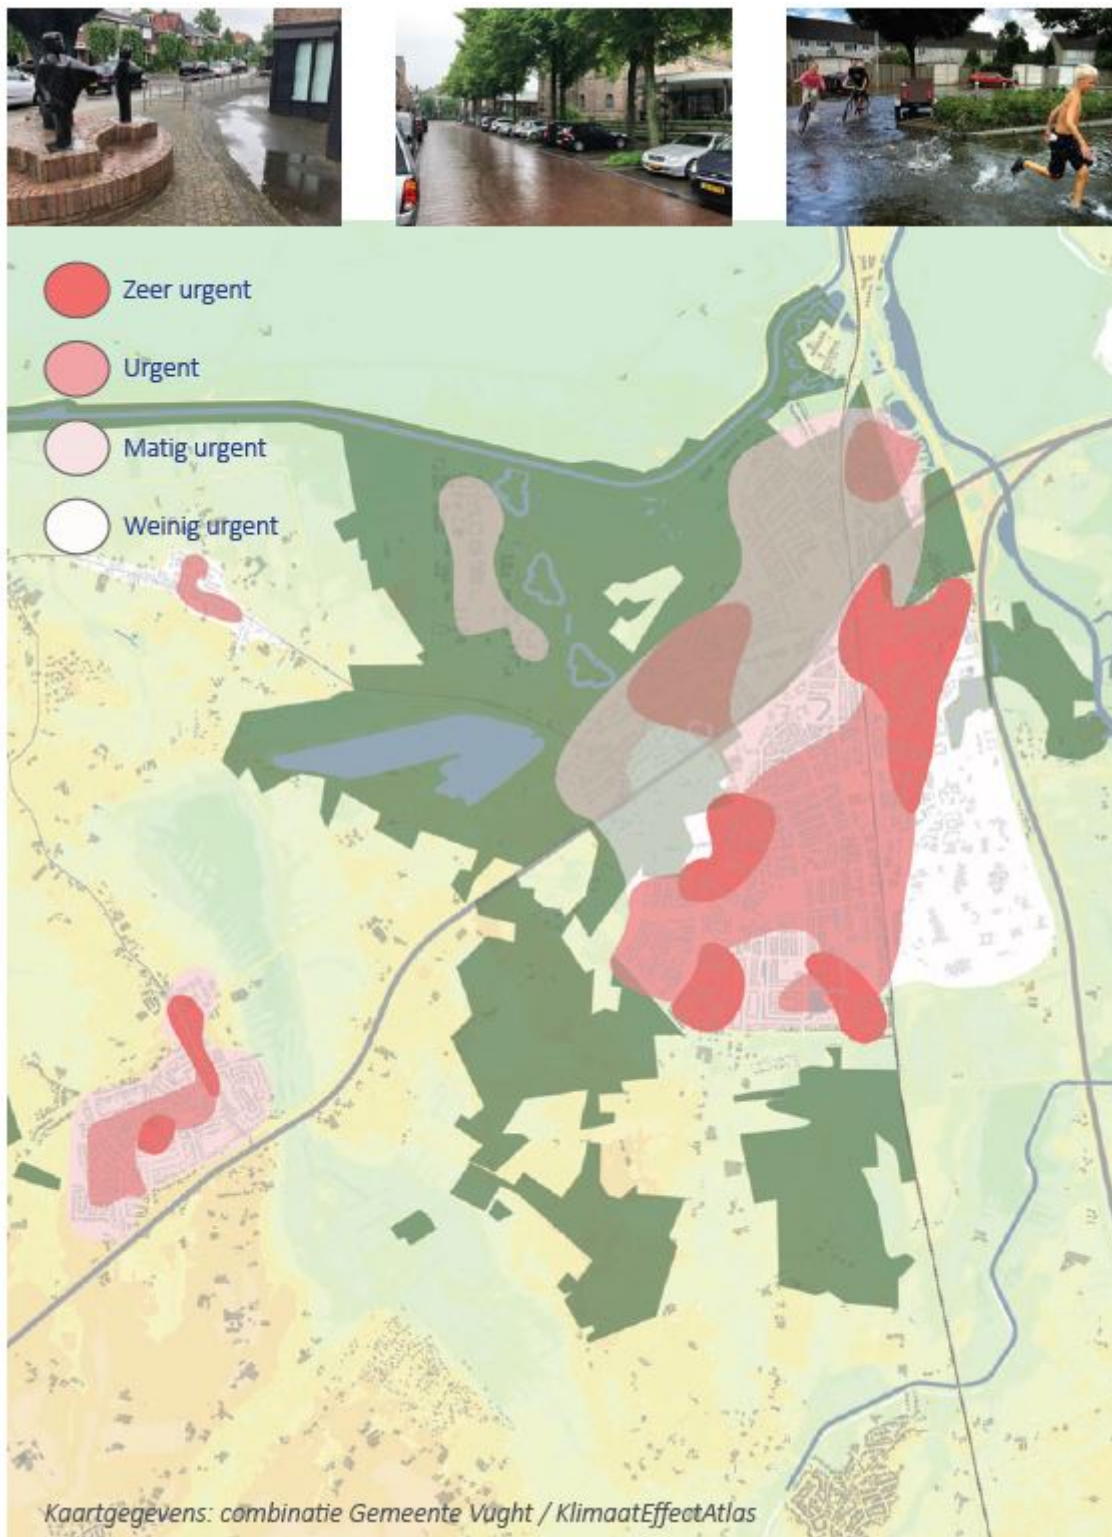 Zeer urgent
Urgent
Matig urgent
Weinig urgent
Kaartgegevens: combinatie Gemeente Vught / KlimaatEffectAtlas